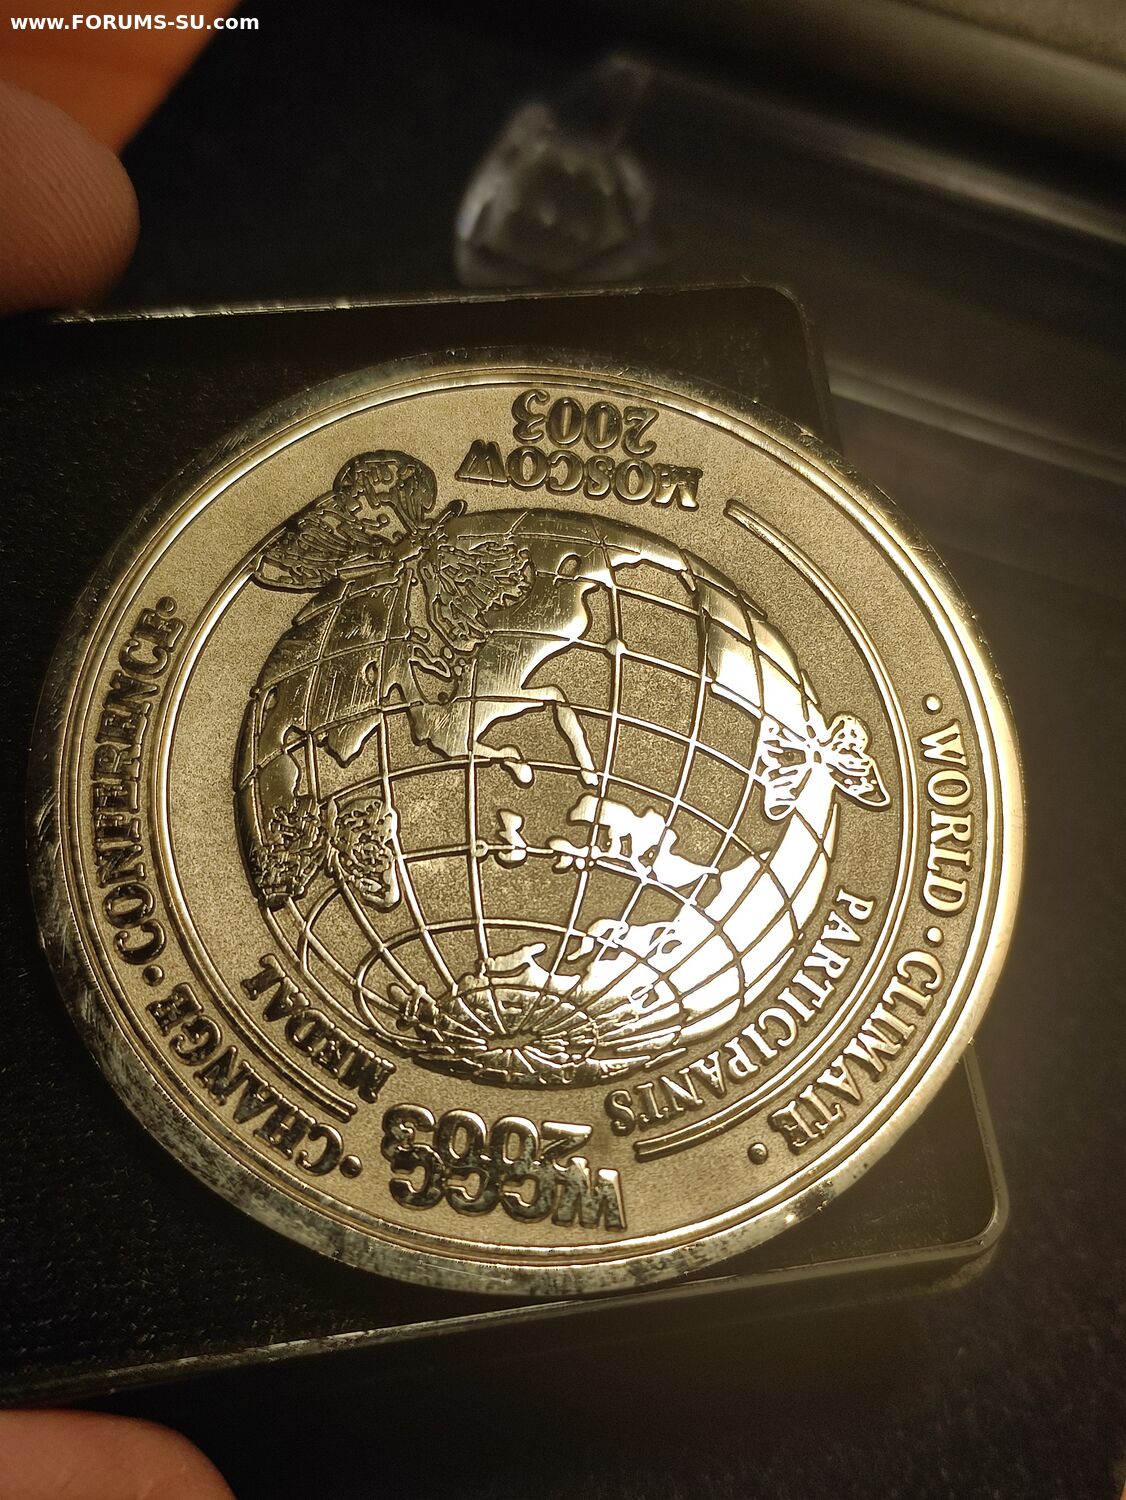 www.FORUMS-SU.com
WCCC
2003
·WORLD·CLIMATE·
·CHANGE·CONFERENCE·
PARTICIPANTS
MEDAL
MOSCOW
2003